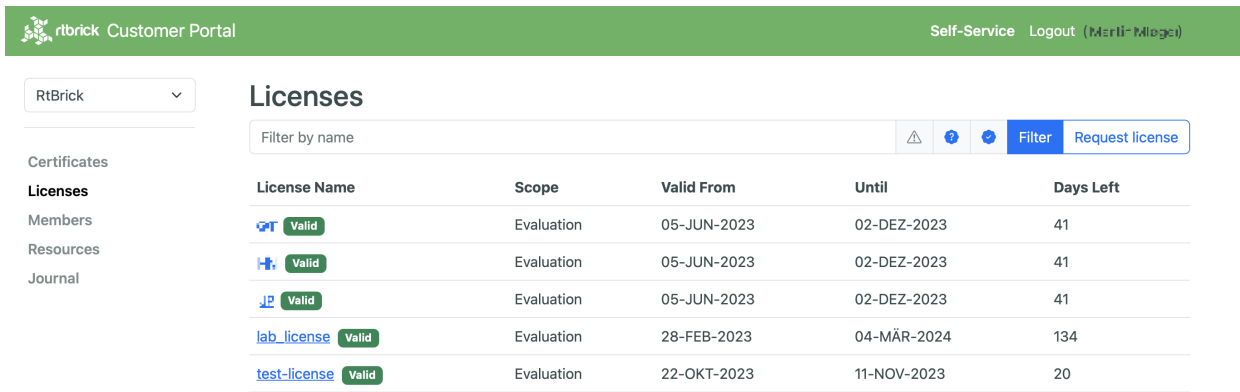 rtbrick Customer Portal
Self-Service Logout
RtBrick
Certificates
Licenses
Members
Resources
Journal
Licenses
Filter by name Filter Request license
License Name Scope Valid From Until Days Left
Valid Evaluation 05-JUN-2023 02-DEZ-2023 41
Valid Evaluation 05-JUN-2023 02-DEZ-2023 41
Valid Evaluation 05-JUN-2023 02-DEZ-2023 41
lab_license Valid Evaluation 28-FEB-2023 04-MÄR-2024 134
test-license Valid Evaluation 22-OKT-2023 11-NOV-2023 20